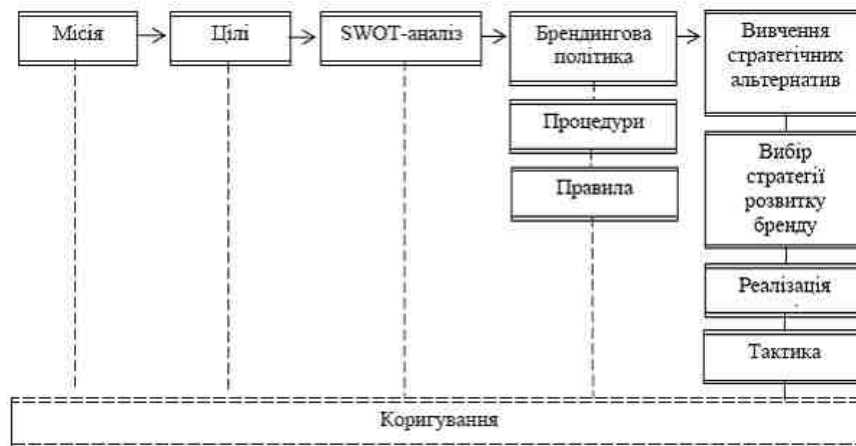 Місія
Цілі
SWOT-аналіз
Брендингова
політика
Процедури
Правила
Вивчення
стратегічних
альтернатив
Вибір
стратегії
розвитку
бренду
Реалізація
Тактика
Коригування